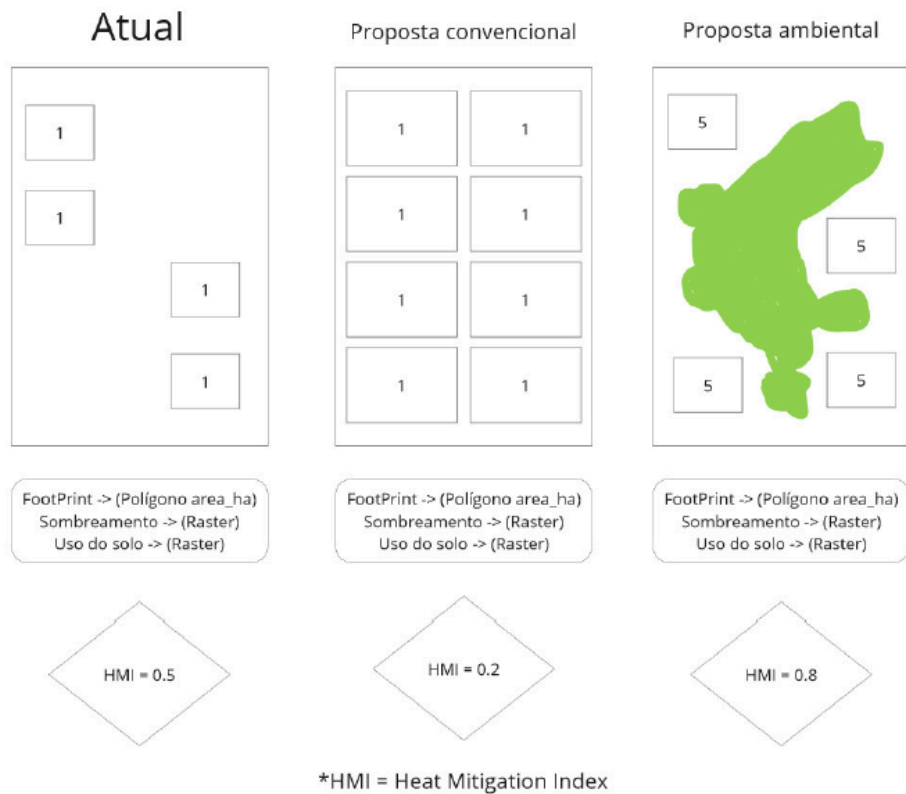 Atual
Proposta convencional
Proposta ambiental
1
1
1
1
1
1
1
1
1
1
1
1
5
5
5
5
FootPrint -> (Polígono area_ha)
Sombreamento -> (Raster)
Uso do solo -> (Raster)
FootPrint -> (Polígono area_ha)
Sombreamento -> (Raster)
Uso do solo -> (Raster)
FootPrint -> (Polígono area_ha)
Sombreamento -> (Raster)
Uso do solo -> (Raster)
HMI = 0.5
HMI = 0.2
HMI = 0.8
*HMI = Heat Mitigation Index